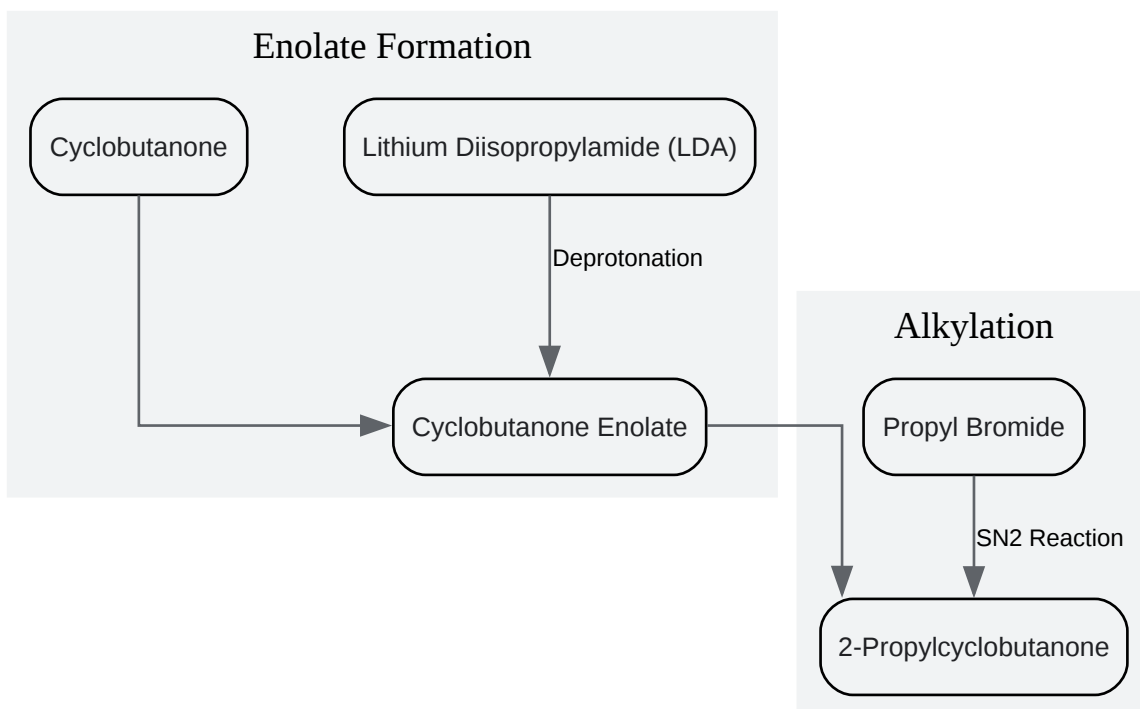 Enolate Formation
Cyclobutanone
Lithium Diisopropylamide (LDA)
Deprotonation
Cyclobutanone Enolate
Alkylation
Propyl Bromide
SN2 Reaction
2-Propylcyclobutanone